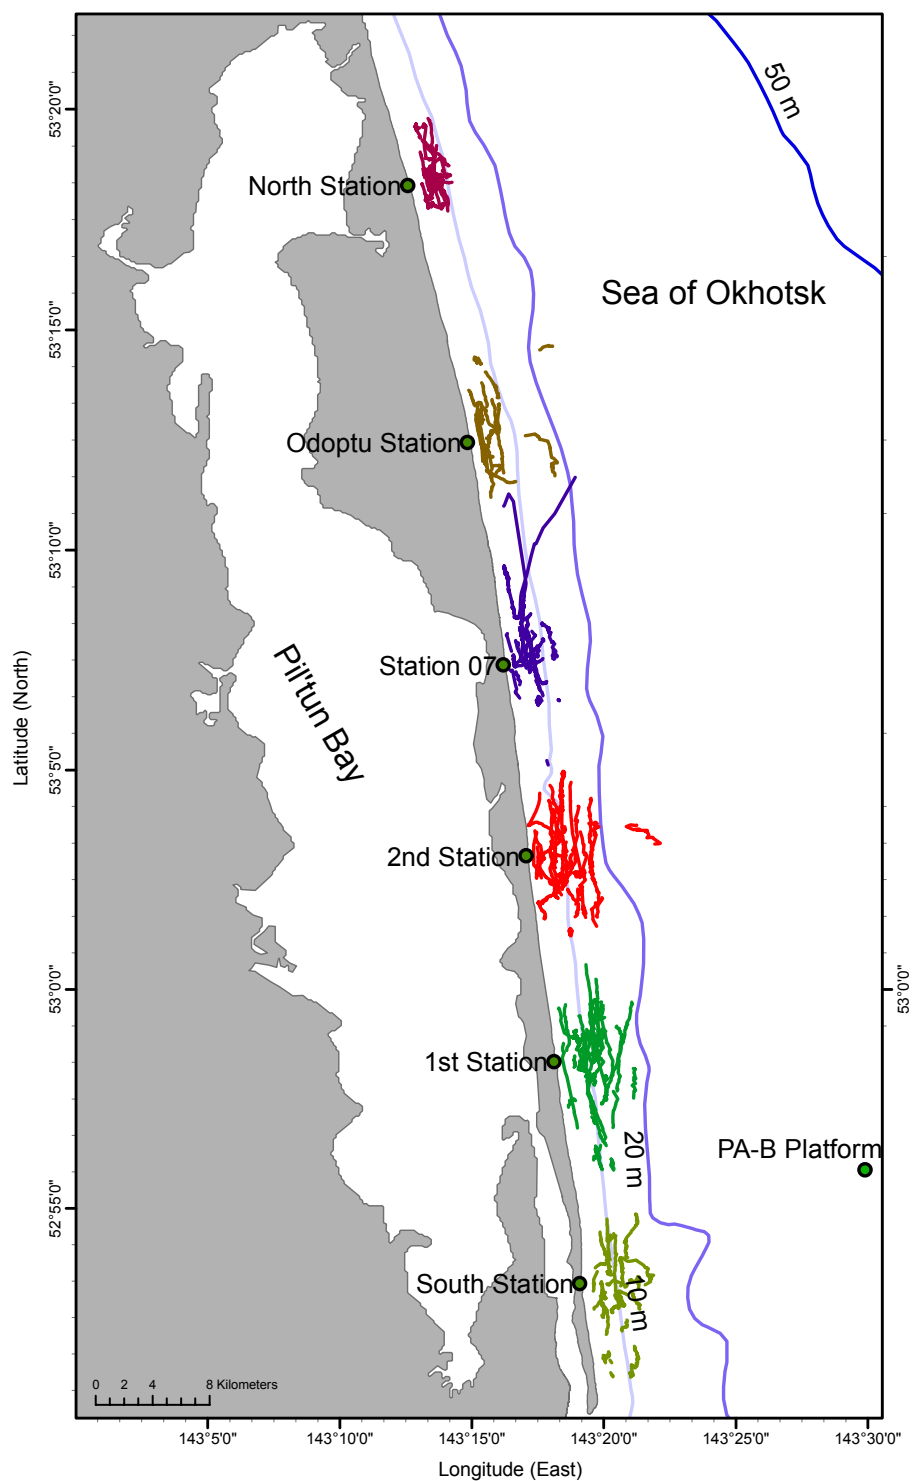 50 m
53°20'0"
North Station
Sea of Okhotsk
53°15'0"
Odoptu Station
53°10'0"
Station 07
Pil'tun Bay
Latitude (North)
53°5'0"
2nd Station
53°0'0"
53°0'0"
1st Station
20 m
PA-B Platform
52°55'0"
South Station
10 m
0 2 4 8 Kilometers
143°5'0" 143°10'0" 143°15'0" 143°20'0" 143°25'0" 143°30'0"
Longitude (East)